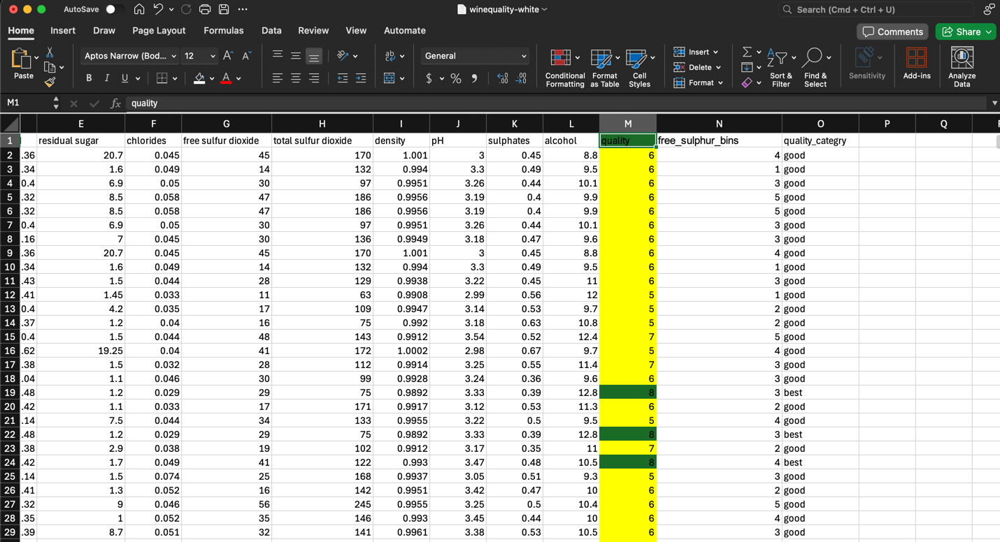 AutoSave winequality-white Search (Cmd + Ctrl + U)
Home Insert Draw Page Layout Formulas Data Review View Automate Comments Share
Paste Aptos Narrow (Bod... 12 A A ab General Conditional Formatting Format as Table Cell Styles Insert Delete Format Sort & Filter Find & Select Sensitivity Add-ins Analyze Data
B I U A $ % 9 .00 .00
M1 fx quality
E F G H I J K L M N O P Q
1 residual sugar chlorides free sulfur dioxide total sulfur dioxide density pH sulphates alcohol quality free_sulphur_bins quality_categry
2 .36 20.7 0.045 45 170 1.001 3 0.45 8.8 6 4 good
3 .34 1.6 0.049 14 132 0.994 3.3 0.49 9.5 6 1 good
4 0.4 6.9 0.05 30 97 0.9951 3.26 0.44 10.1 6 3 good
5 .32 8.5 0.058 47 186 0.9956 3.19 0.4 9.9 6 5 good
6 .32 8.5 0.058 47 186 0.9956 3.19 0.4 9.9 6 5 good
7 0.4 6.9 0.05 30 97 0.9951 3.26 0.44 10.1 6 3 good
8 .16 7 0.045 30 136 0.9949 3.18 0.47 9.6 6 3 good
9 .36 20.7 0.045 45 170 1.001 3 0.45 8.8 6 4 good
10 .34 1.6 0.049 14 132 0.994 3.3 0.49 9.5 6 1 good
11 .43 1.5 0.044 28 129 0.9938 3.22 0.45 11 6 3 good
12 .41 1.45 0.033 11 63 0.9908 2.99 0.56 12 5 1 good
13 0.4 4.2 0.035 17 109 0.9947 3.14 0.53 9.7 5 2 good
14 .37 1.2 0.04 16 75 0.992 3.18 0.63 10.8 5 2 good
15 0.4 1.5 0.044 48 143 0.9912 3.54 0.52 12.4 7 5 good
16 .62 19.25 0.04 41 172 1.0002 2.98 0.67 9.7 5 4 good
17 .38 1.5 0.032 28 112 0.9914 3.25 0.55 11.4 7 3 good
18 .04 1.1 0.046 30 99 0.9928 3.24 0.36 9.6 6 3 good
19 .48 1.2 0.029 29 75 0.9892 3.33 0.39 12.8 8 3 best
20 .42 1.1 0.033 17 171 0.9917 3.12 0.53 11.3 6 2 good
21 .14 7.5 0.044 34 133 0.9955 3.22 0.5 9.5 5 4 good
22 .48 1.2 0.029 29 75 0.9892 3.33 0.39 12.8 8 3 best
23 .38 2.9 0.038 19 102 0.9912 3.17 0.35 11 7 2 good
24 .42 1.7 0.049 41 122 0.993 3.47 0.48 10.5 8 4 best
25 .14 1.5 0.074 25 168 0.9937 3.05 0.51 9.3 5 3 good
26 .41 1.3 0.052 16 142 0.9951 3.42 0.47 10 6 2 good
27 .32 9 0.046 56 245 0.9955 3.25 0.5 10.4 6 5 good
28 .35 1 0.052 35 146 0.993 3.45 0.44 10 6 4 good
29 .39 8.7 0.051 32 141 0.9961 3.38 0.53 10.5 6 3 good